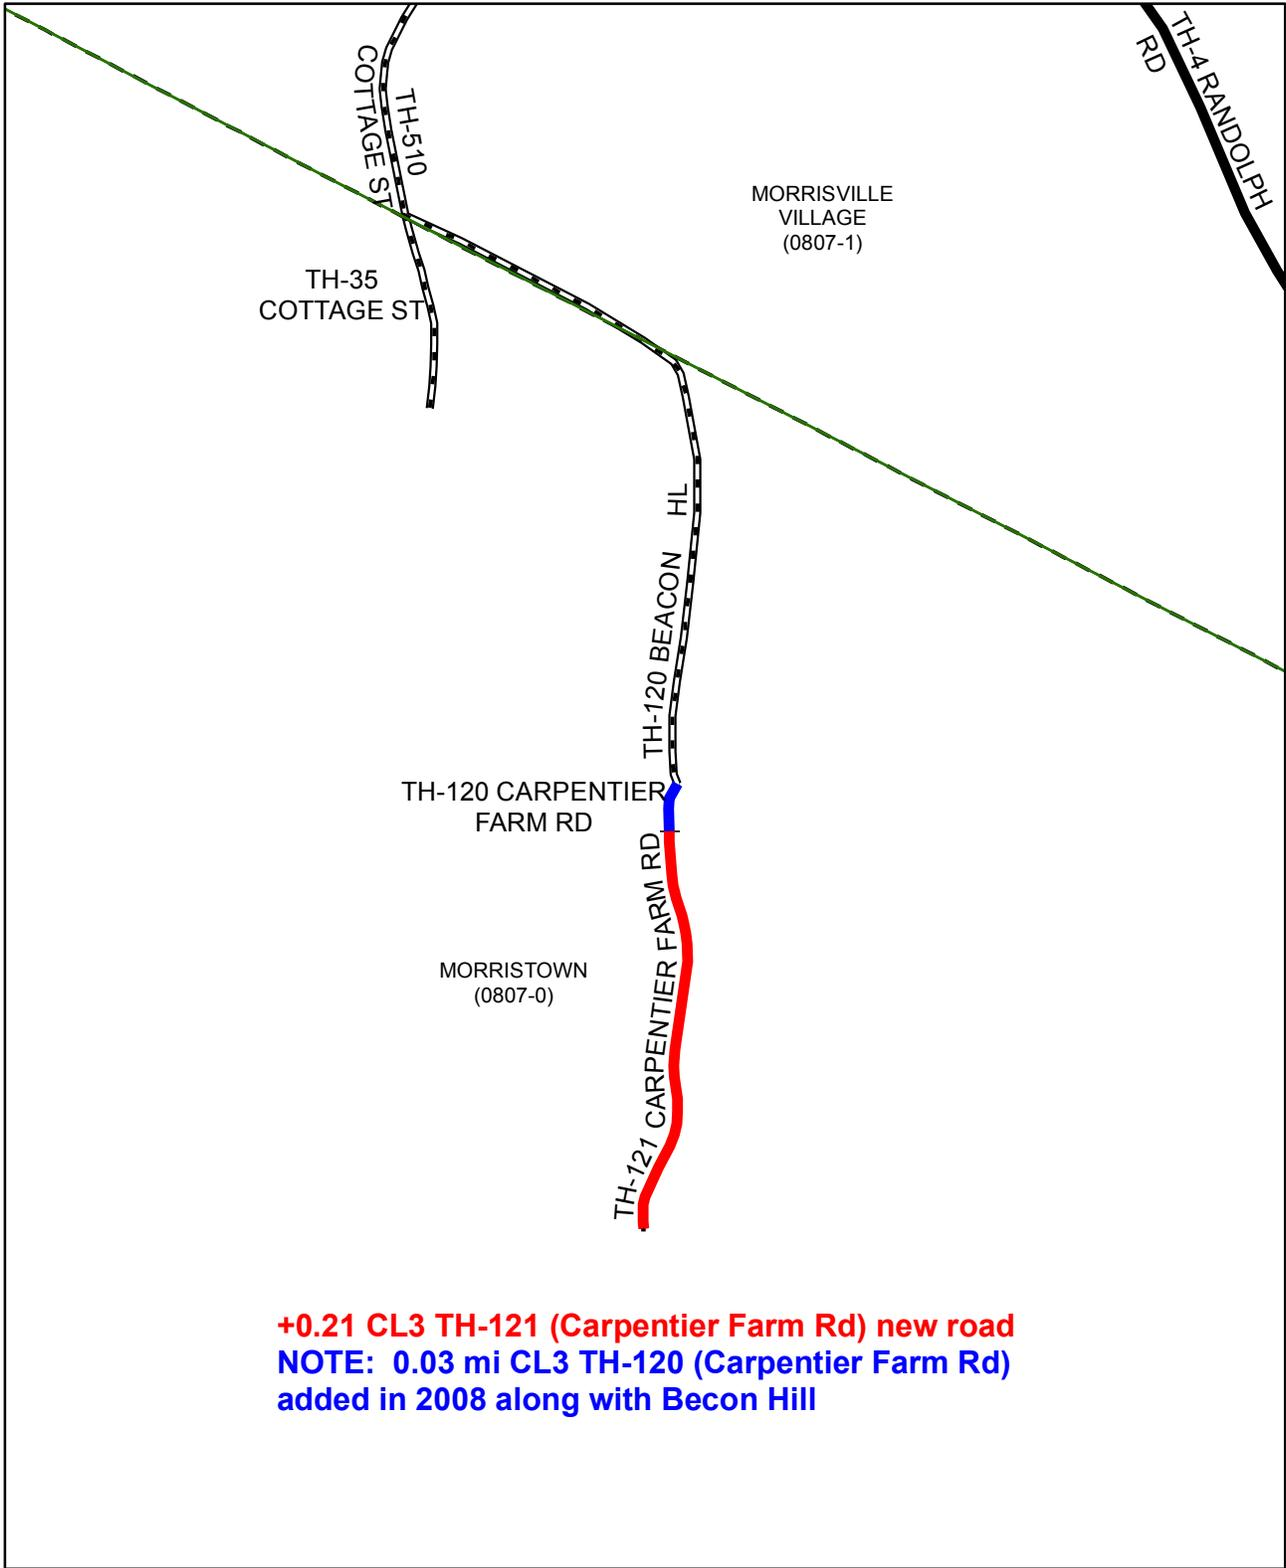 COTTAGE ST
TH-510
TH-4 RANDOLPH
RD
MORRISVILLE
VILLAGE
(0807-1)
TH-35
COTTAGE ST
TH-120 BEACON HL
TH-120 CARPENTIER
FARM RD
TH-121 CARPENTIER FARM RD
MORRISTOWN
(0807-0)
+0.21 CL3 TH-121 (Carpentier Farm Rd) new road
NOTE:  0.03 mi CL3 TH-120 (Carpentier Farm Rd)
added in 2008 along with Becon Hill